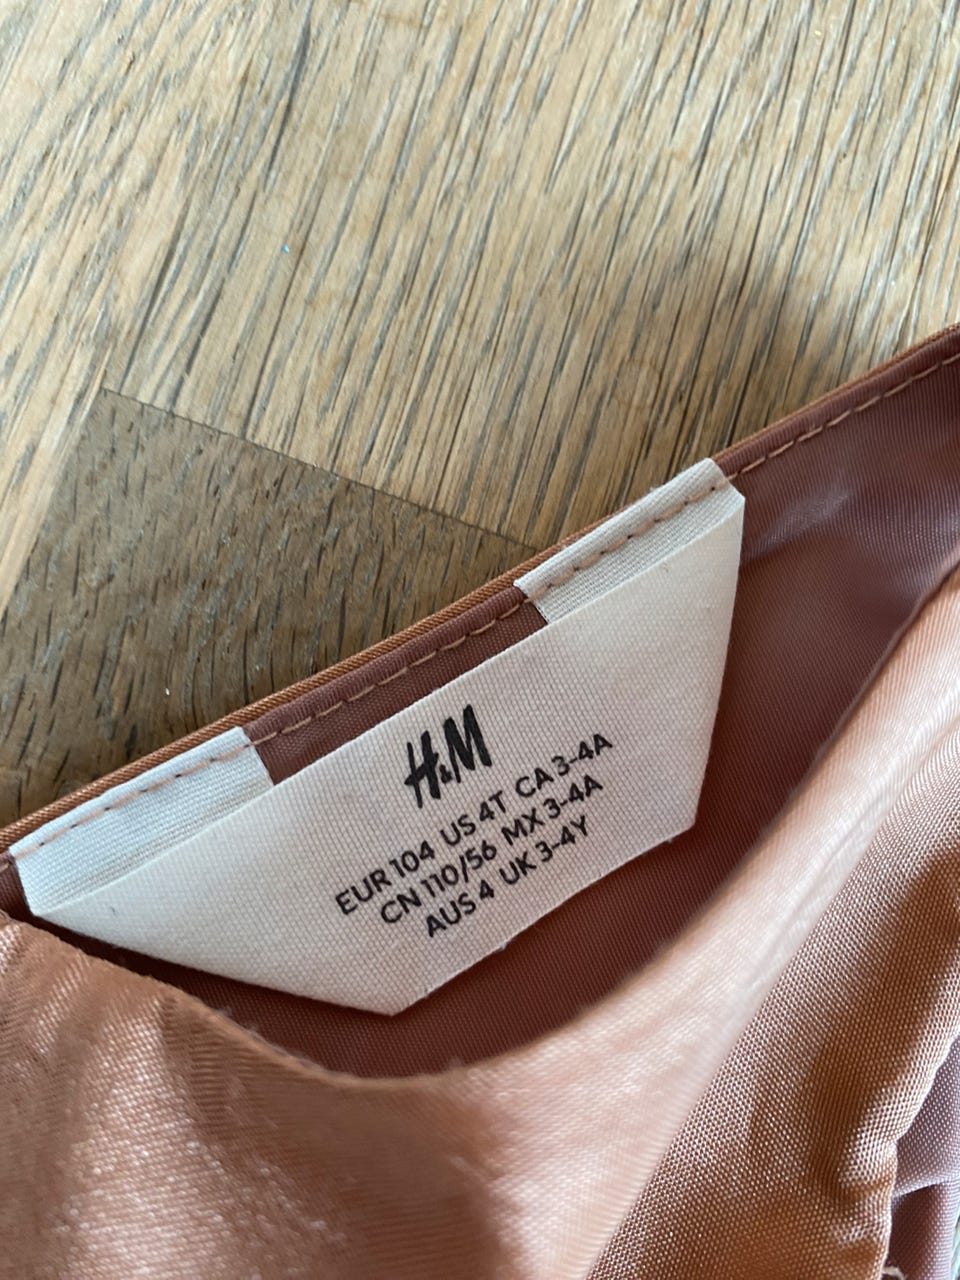 H&M
EUR 104 US 4T CA 3-4A
CN 110/56 MX 3-4A
AUS 4 UK 3-4Y